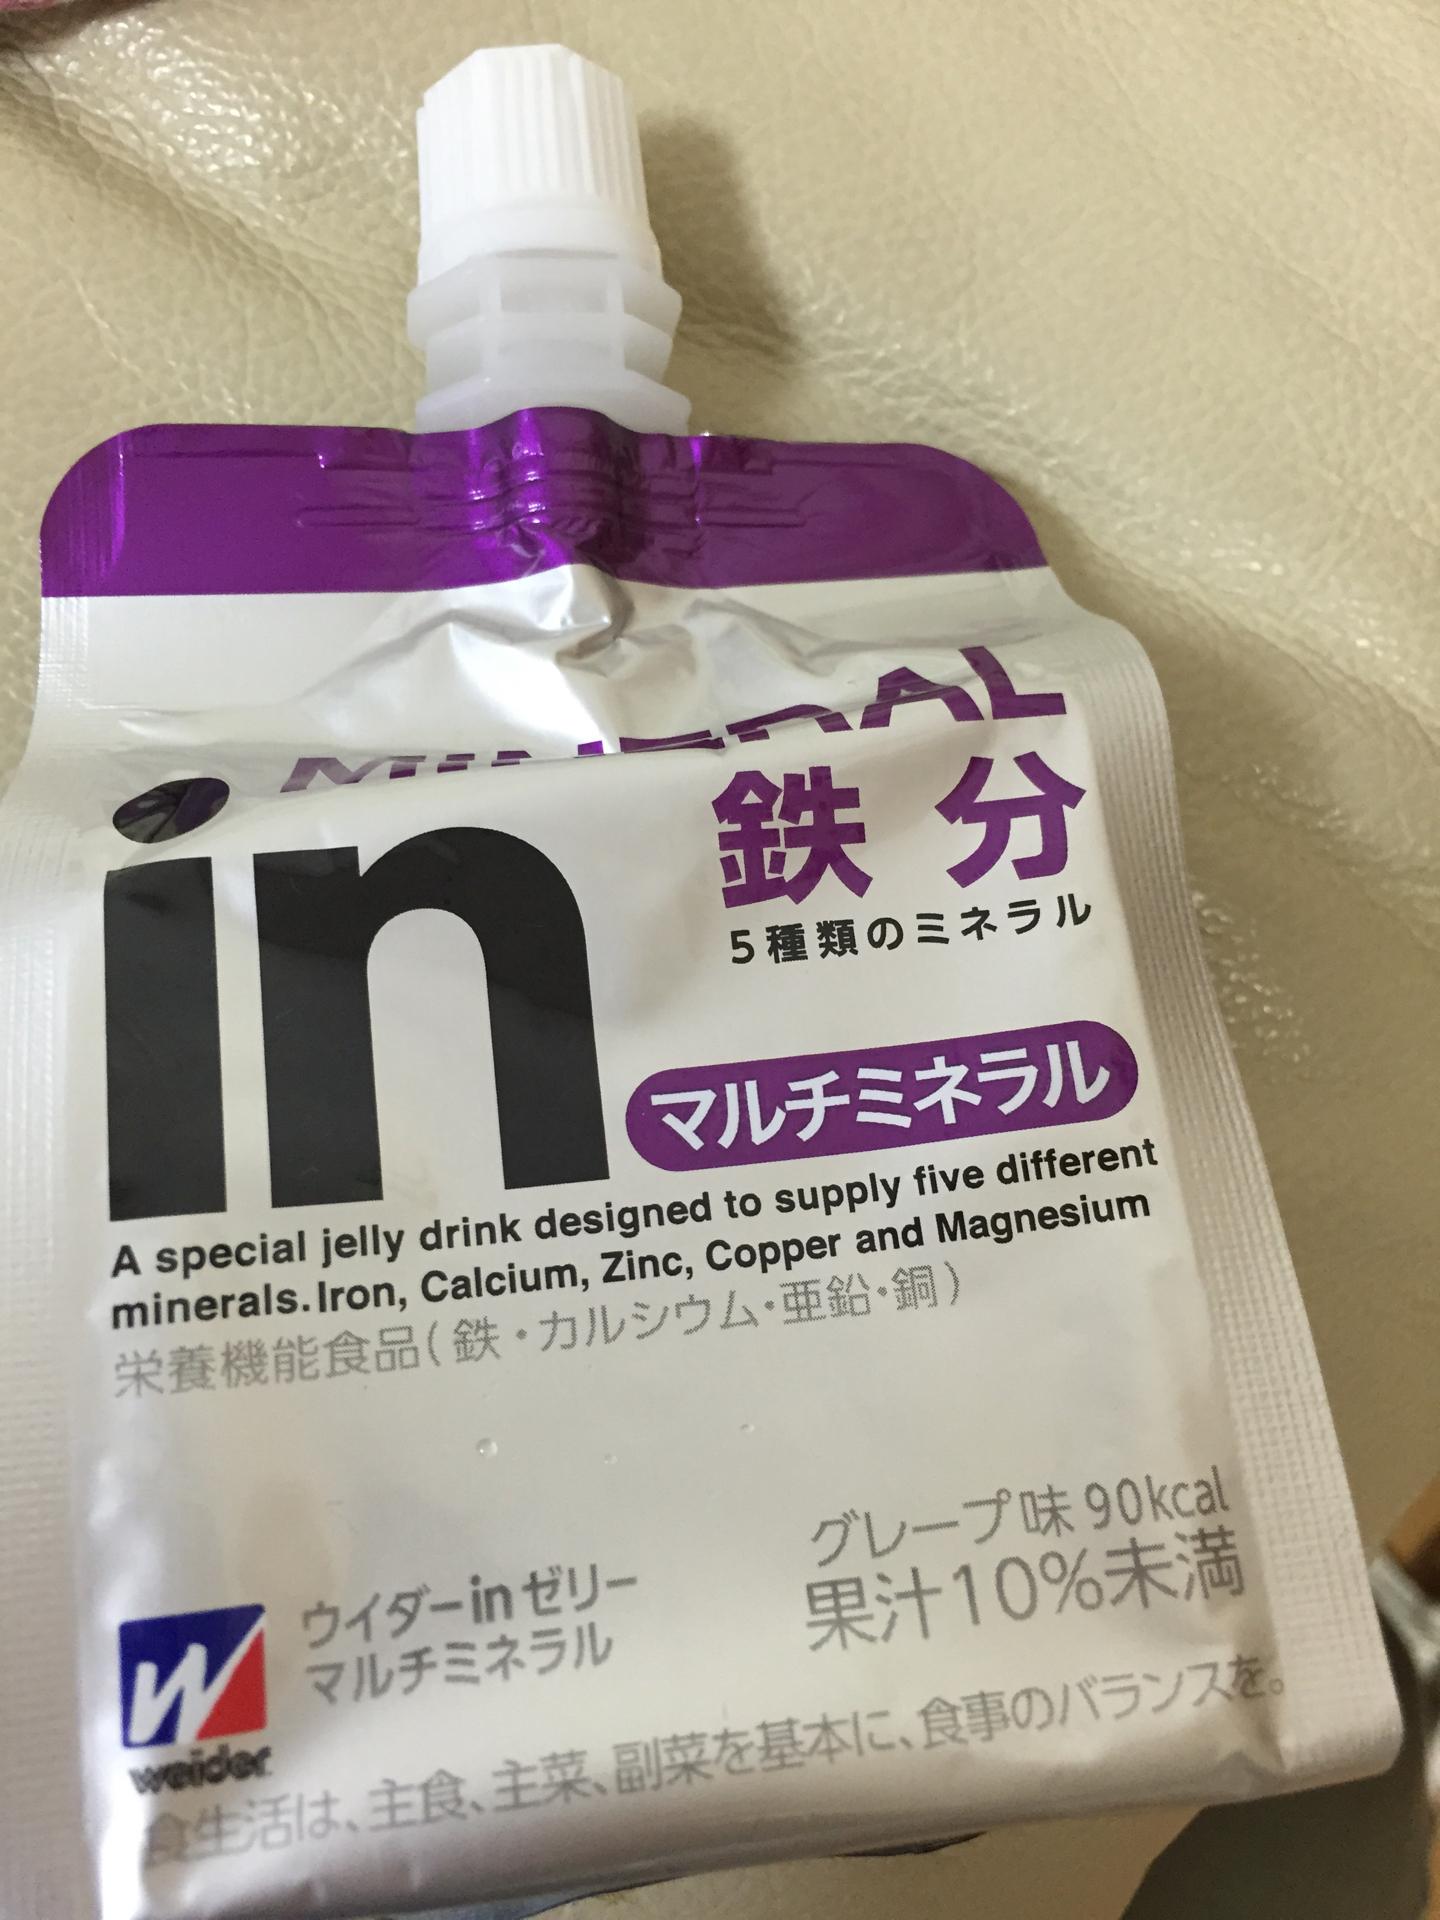 MINERAL
in
鉄分
5種類のミネラル
マルチミネラル
A special jelly drink designed to supply five different
minerals. Iron, Calcium, Zinc, Copper and Magnesium
栄養機能食品(鉄・カルシウム・亜鉛・銅)
グレープ味 90kcal
果汁10%未満
W
weider
ウイダーinゼリー
マルチミネラル
食生活は、主食、主菜、副菜を基本に、食事のバランスを。